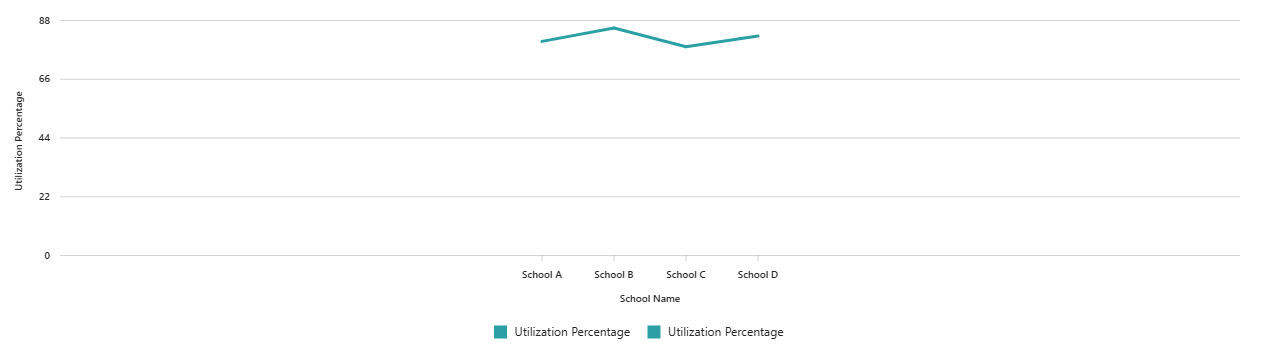 88
66
44
22
0
Utilization Percentage
School A School B School C School D
School Name
Utilization Percentage Utilization Percentage